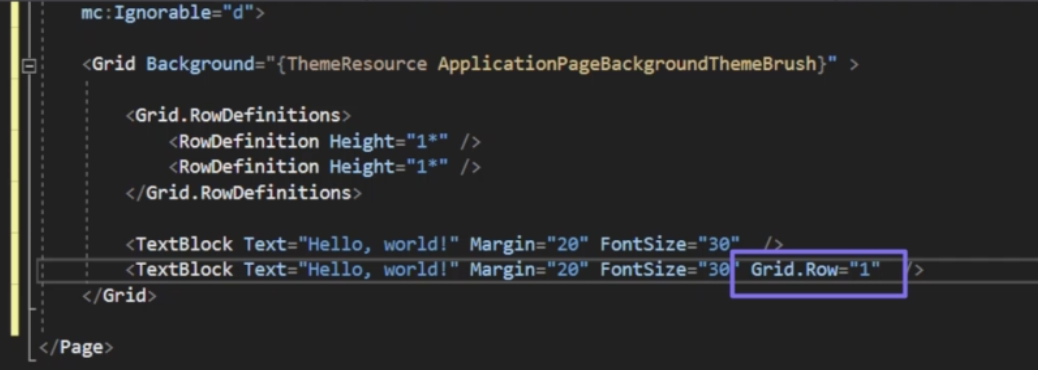 mc:Ignorable="d">
<Grid Background="{ThemeResource ApplicationPageBackgroundThemeBrush}" >
<Grid.RowDefinitions>
<RowDefinition Height="1*" />
<RowDefinition Height="1*" />
</Grid.RowDefinitions>
<TextBlock Text="Hello, world!" Margin="20" FontSize="30"  />
<TextBlock Text="Hello, world!" Margin="20" FontSize="30" Grid.Row="1"  />
</Grid>
</Page>